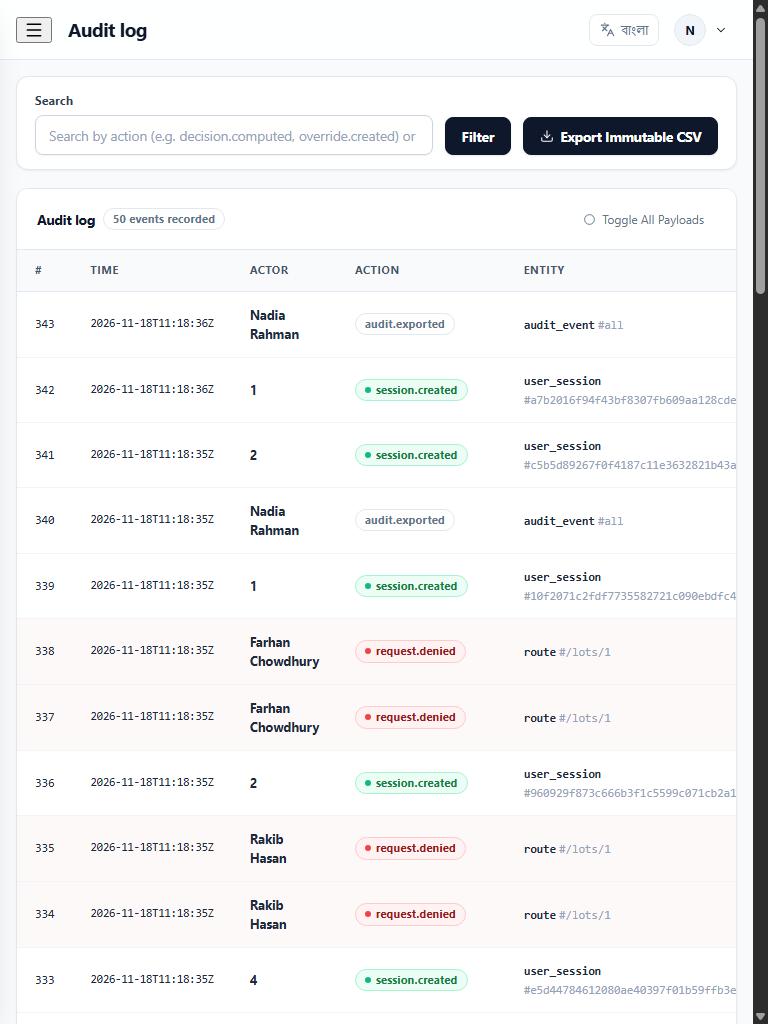 Audit log
বাংলা
N
Search
Search by action (e.g. decision.computed, override.created) or
Filter
Export Immutable CSV
Audit log 50 events recorded
Toggle All Payloads
# TIME ACTOR ACTION ENTITY
343 2026-11-18T11:18:36Z Nadia Rahman audit.exported audit_event #all
342 2026-11-18T11:18:36Z 1 session.created user_session
#a7b2016f94f43bf8307fb609aa128cde
341 2026-11-18T11:18:35Z 2 session.created user_session
#c5b5d89267f0f4187c11e3632821b43a
340 2026-11-18T11:18:35Z Nadia Rahman audit.exported audit_event #all
339 2026-11-18T11:18:35Z 1 session.created user_session
#10f2071c2fdf7735582721c090ebdfc4
338 2026-11-18T11:18:35Z Farhan Chowdhury request.denied route #/lots/1
337 2026-11-18T11:18:35Z Farhan Chowdhury request.denied route #/lots/1
336 2026-11-18T11:18:35Z 2 session.created user_session
#960929f873c666b3f1c5599c071cb2a1
335 2026-11-18T11:18:35Z Rakib Hasan request.denied route #/lots/1
334 2026-11-18T11:18:35Z Rakib Hasan request.denied route #/lots/1
333 2026-11-18T11:18:35Z 4 session.created user_session
#e5d44784612080ae40397f01b59ffb3e